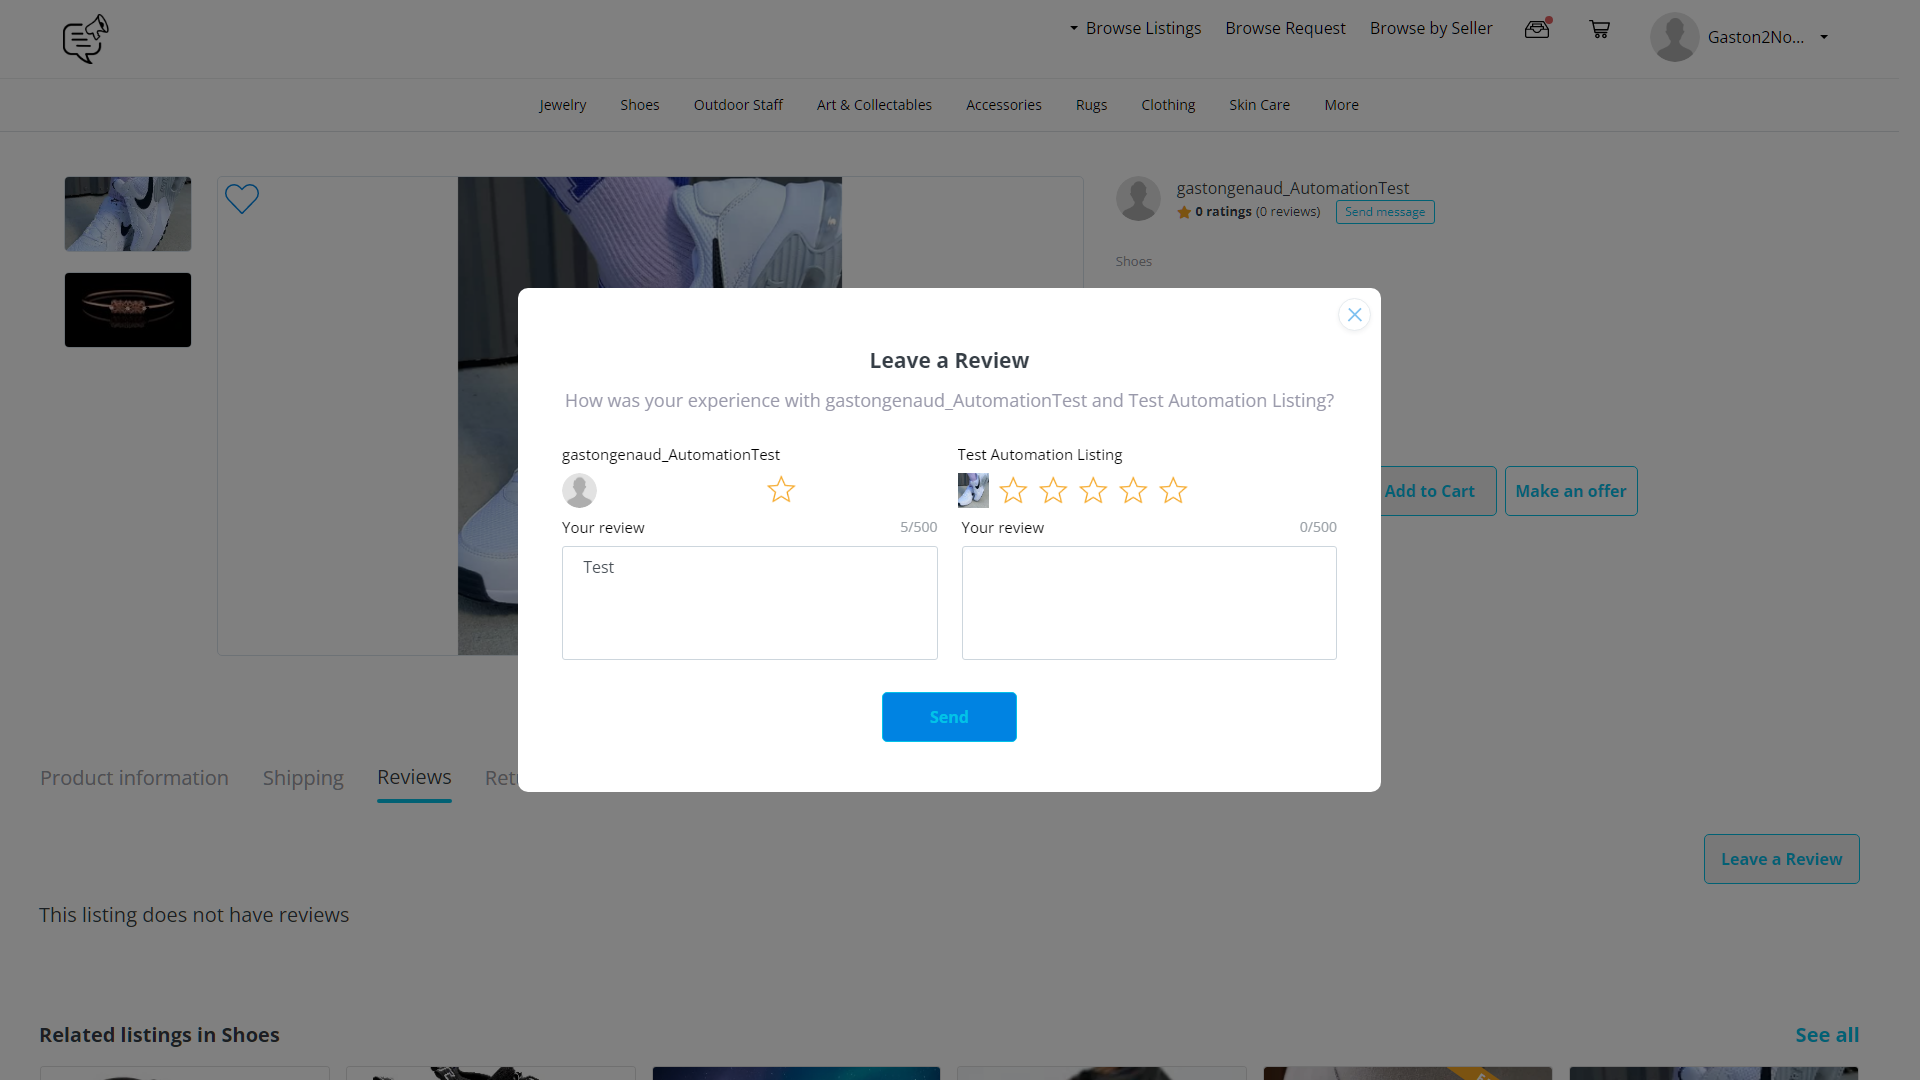 Browse Listings
Browse Request
Browse by Seller
Gaston2No...
Jewelry
Shoes
Outdoor Staff
Art & Collectables
Accessories
Rugs
Clothing
Skin Care
More
gastongenaud_AutomationTest
0 ratings (0 reviews)
Send message
Shoes
Leave a Review
How was your experience with gastongenaud_AutomationTest and Test Automation Listing?
gastongenaud_AutomationTest
Test Automation Listing
Your review
5/500
Your review
0/500
Test
Send
Add to Cart
Make an offer
Product information
Shipping
Reviews
Leave a Review
This listing does not have reviews
Related listings in Shoes
See all